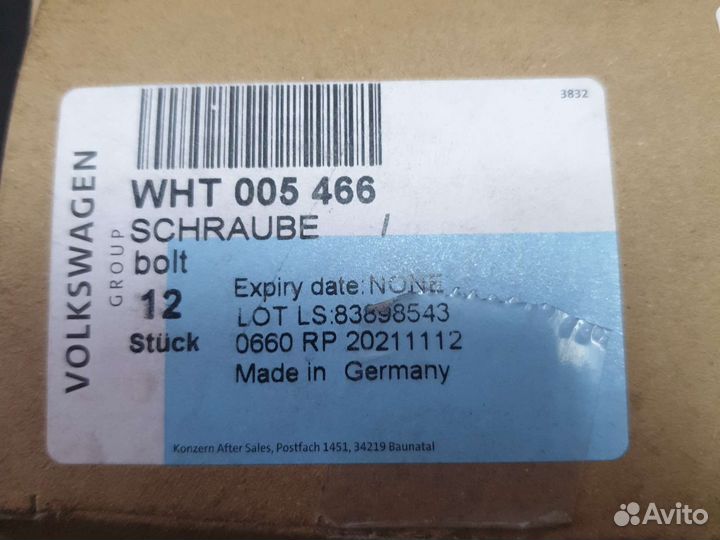 3832
VOLKSWAGEN
GROUP
WHT 005 466
SCHRAUBE /
bolt
12
Stück
Expiry date: NONE
LOT LS:83898543
0660 RP 20211112
Made in Germany
Konzern After Sales, Postfach 1451, 34219 Baunatal
Avito